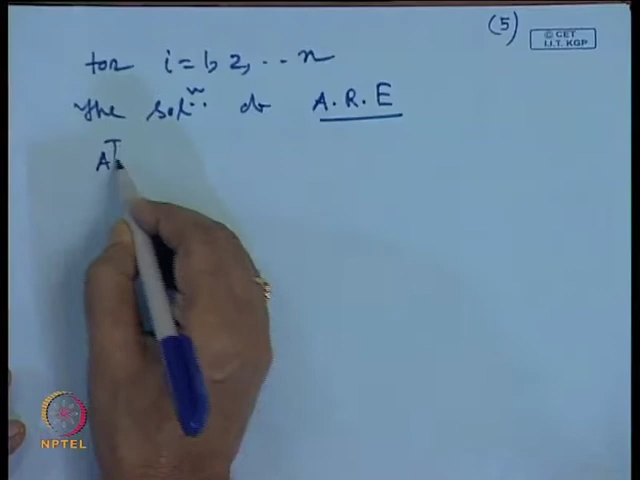 (5)
© CET
I.I.T. KGP
for i = 1, 2, .. n
The solⁿ. of A.R.E
Aᵀ
NPTEL